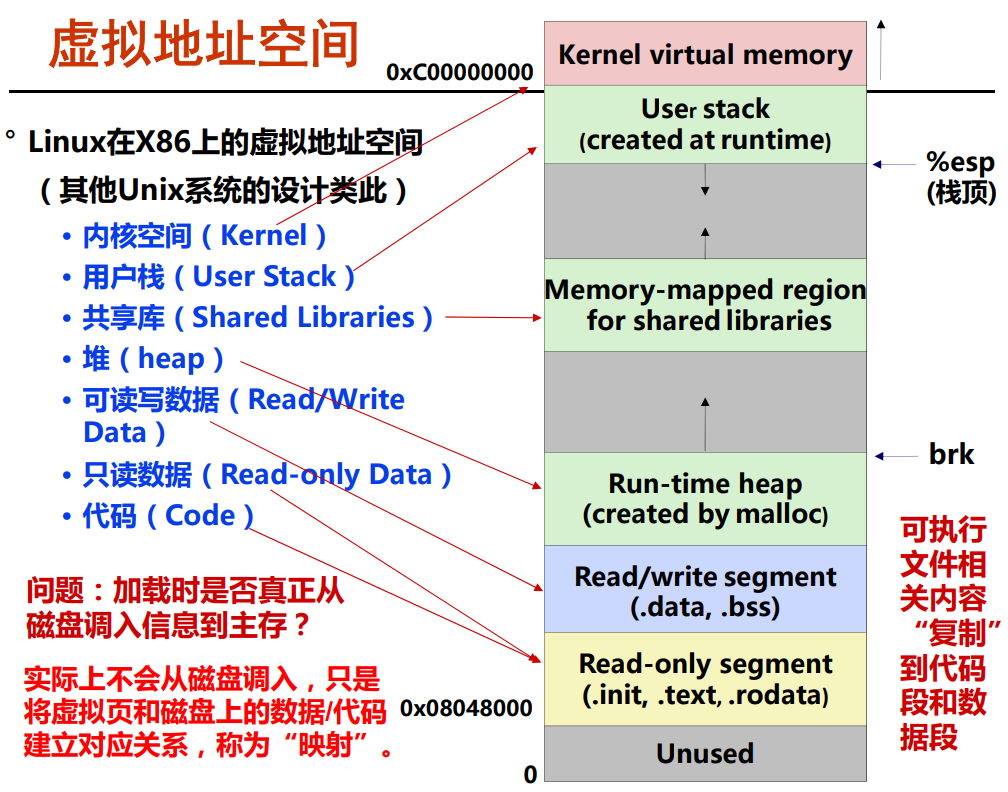 虚拟地址空间
0xC00000000
° Linux在X86上的虚拟地址空间
（其他Unix系统的设计类此）
• 内核空间（Kernel）
• 用户栈（User Stack）
• 共享库（Shared Libraries）
• 堆（heap）
• 可读写数据（Read/Write
Data）
• 只读数据（Read-only Data）
• 代码（Code）
问题：加载时是否真正从
磁盘调入信息到主存？
实际上不会从磁盘调入，只是
将虚拟页和磁盘上的数据/代码
建立对应关系，称为“映射”。
Kernel virtual memory
User stack
(created at runtime)
%esp
(栈顶)
Memory-mapped region
for shared libraries
brk
Run-time heap
(created by malloc)
Read/write segment
(.data, .bss)
Read-only segment
(.init, .text, .rodata)
0x08048000
Unused
0
可执行
文件相
关内容
“复制”
到代码
段和数
据段